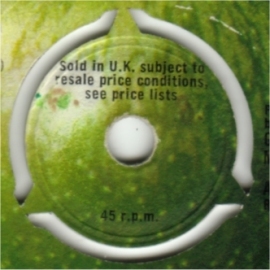 Sold in U.K. subject to
resale price conditions,
see price lists
45 r.p.m.